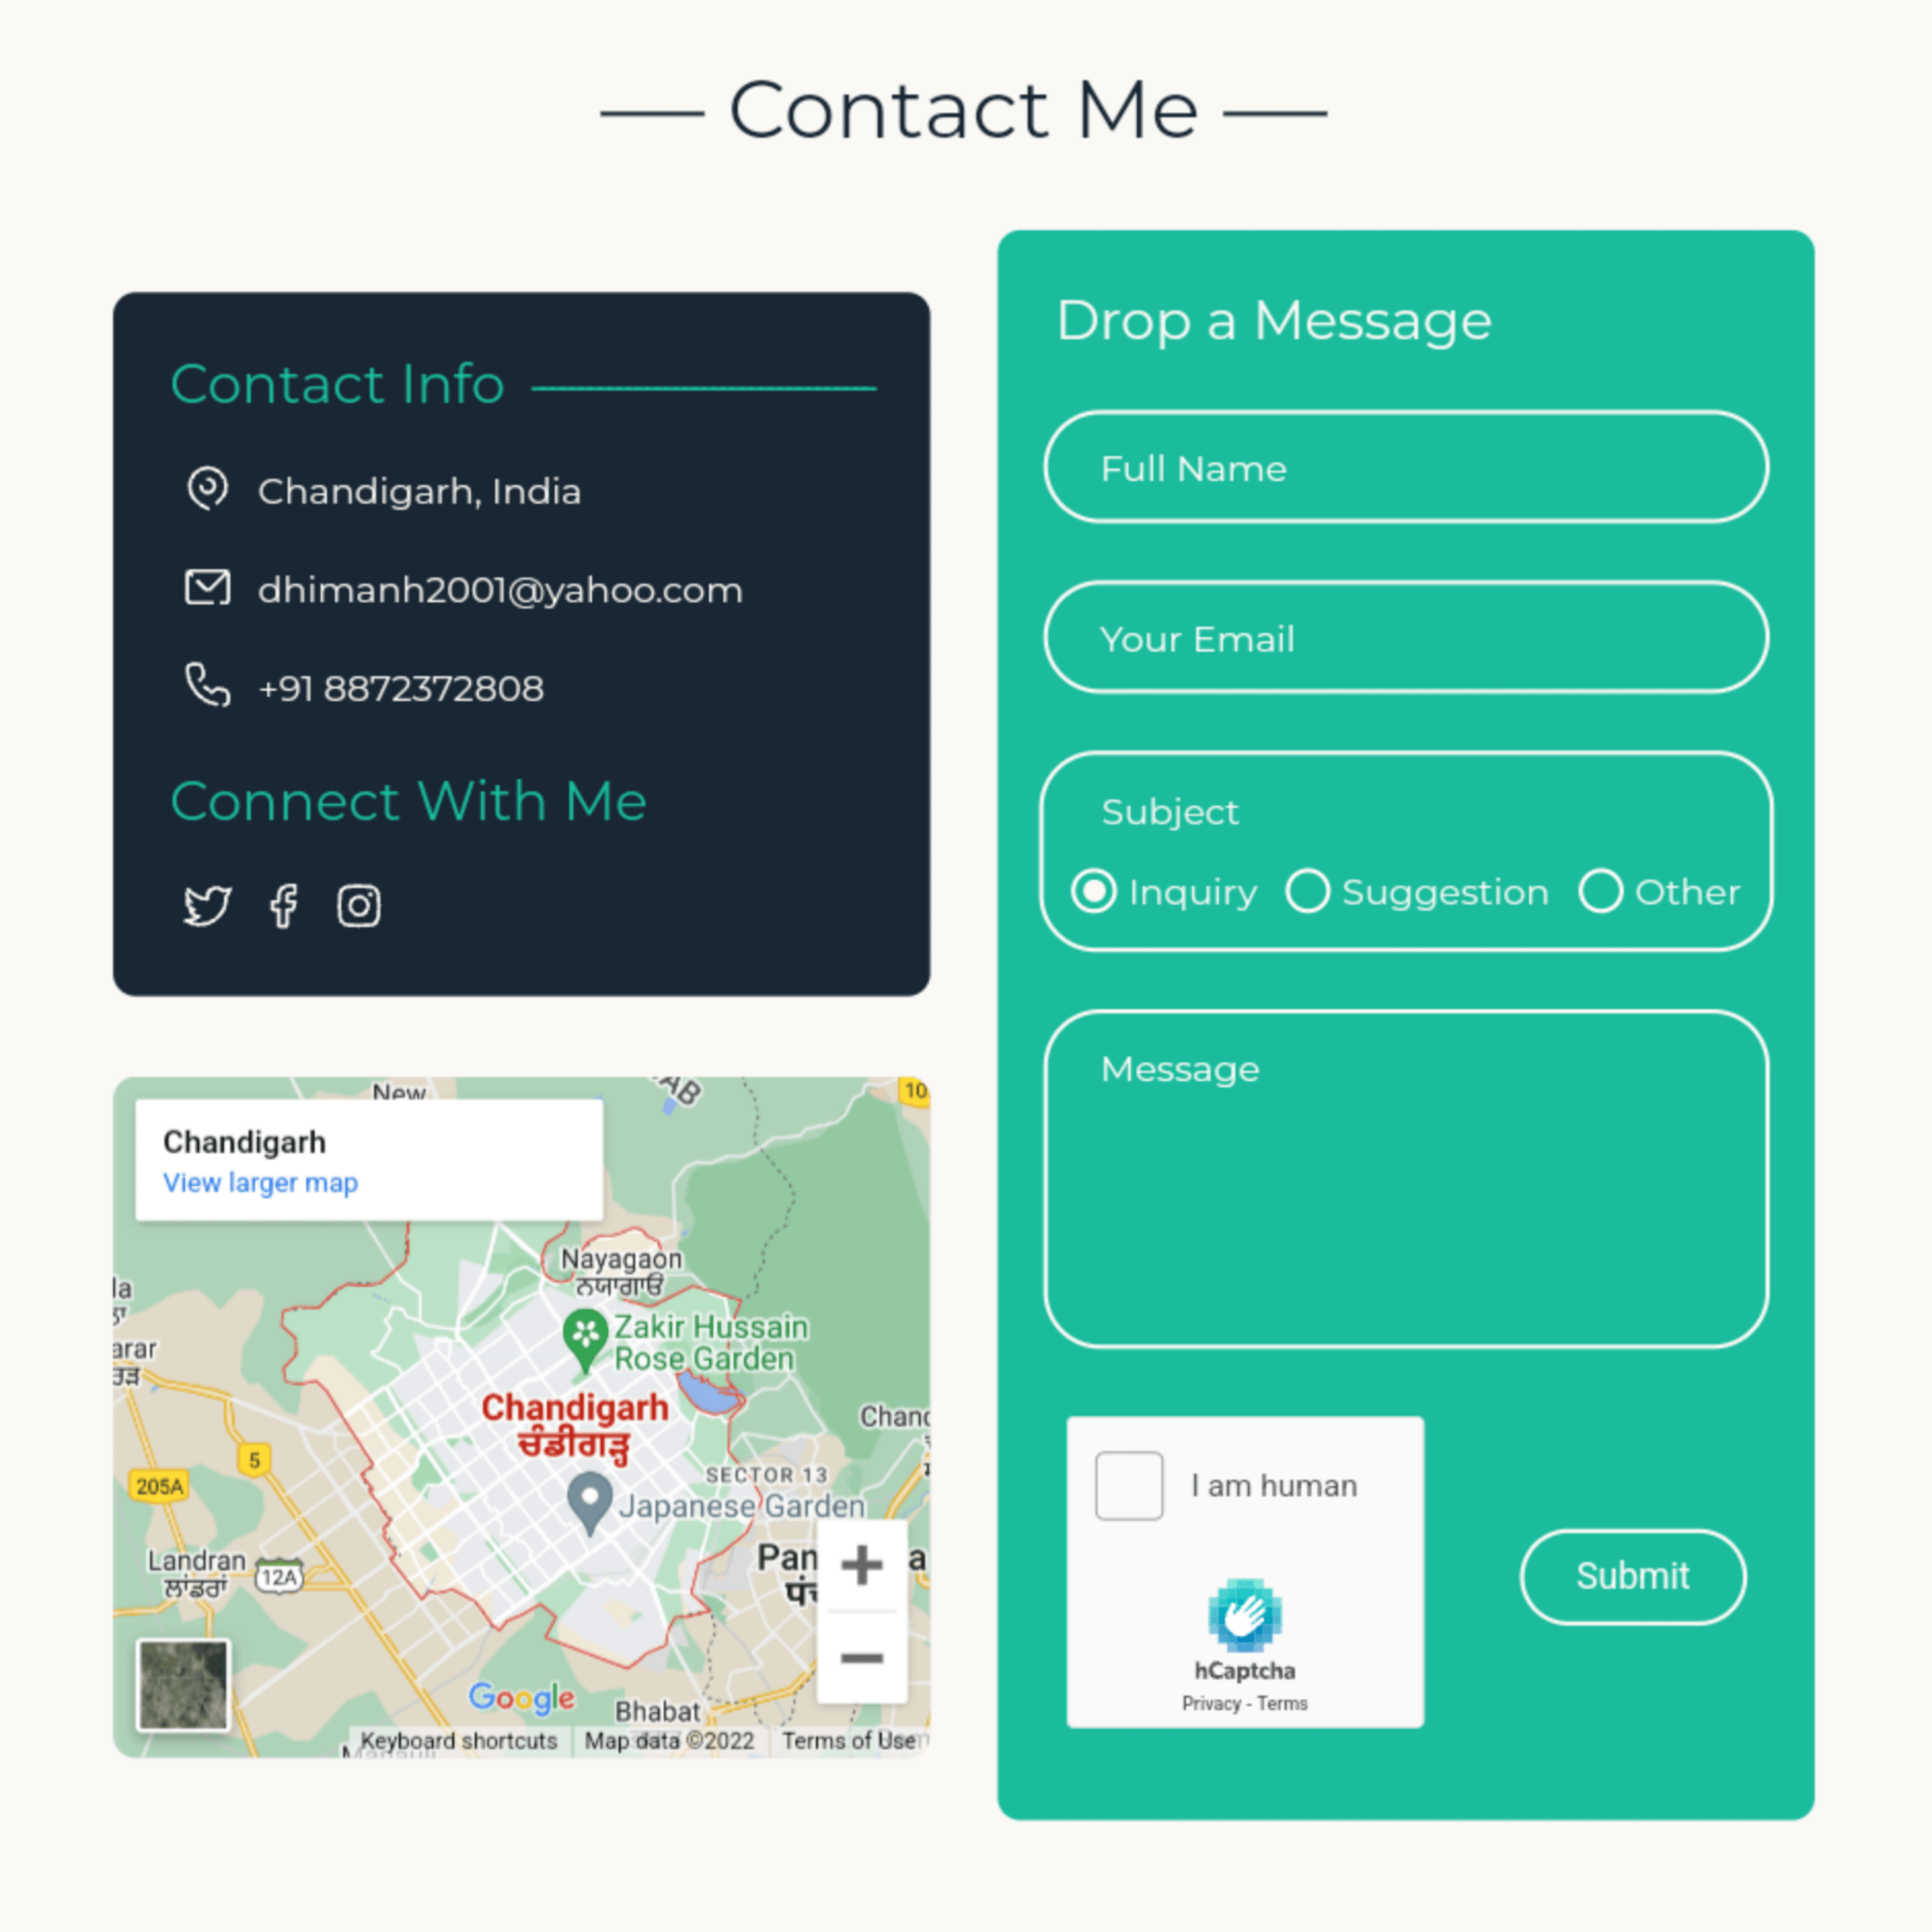 Contact Me
Contact Info
Chandigarh, India
dhimanh2001@yahoo.com
+91 8872372808
Connect With Me
New
10
Chandigarh
View larger map
Nayagaon
ਨਯਾਗਾਓਂ
Zakir Hussain
Rose Garden
arar
Chandigarh
ਚੰਡੀਗੜ੍ਹ
Chand
5
205A
SECTOR 13
Japanese Garden
Landran
ਲਾਂਡਰਾਂ
12A
Pan
a
Google
Bhabat
Keyboard shortcuts
Map data ©2022
Terms of Use
Drop a Message
Full Name
Your Email
Subject
Inquiry
Suggestion
Other
Message
I am human
hCaptcha
Privacy - Terms
Submit